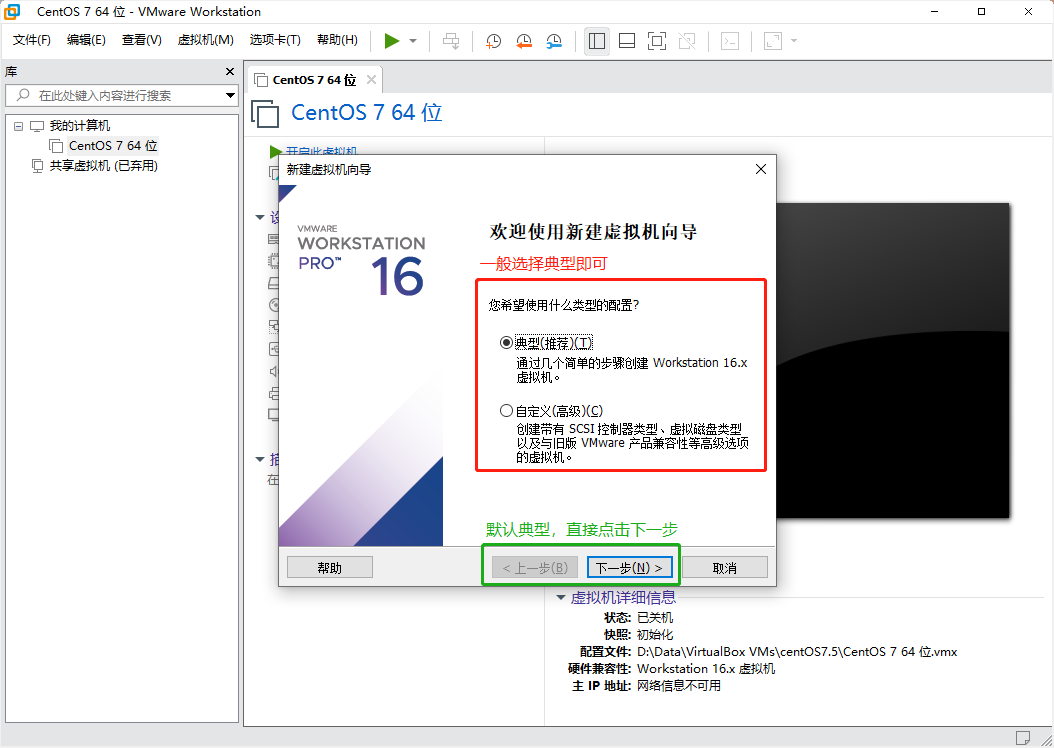 CentOS 7 64 位 - VMware Workstation
文件(F) 编辑(E) 查看(V) 虚拟机(M) 选项卡(T) 帮助(H)
库
在此处键入内容进行搜索
我的计算机
CentOS 7 64 位
共享虚拟机 (已弃用)
CentOS 7 64 位
CentOS 7 64 位
开启此虚拟机
新建虚拟机向导
VMWARE
WORKSTATION
PRO™ 16
欢迎使用新建虚拟机向导
一般选择典型即可
您希望使用什么类型的配置?
典型(推荐)(T)
通过几个简单的步骤创建 Workstation 16.x
虚拟机。
自定义(高级)(C)
创建带有 SCSI 控制器类型、虚拟磁盘类型
以及与旧版 VMware 产品兼容性等高级选项
的虚拟机。
默认典型，直接点击下一步
帮助 < 上一步(B) 下一步(N) > 取消
虚拟机详细信息
状态: 已关机
快照: 初始化
配置文件: D:\Data\VirtualBox VMs\centOS7.5\CentOS 7 64 位.vmx
硬件兼容性: Workstation 16.x 虚拟机
主 IP 地址: 网络信息不可用